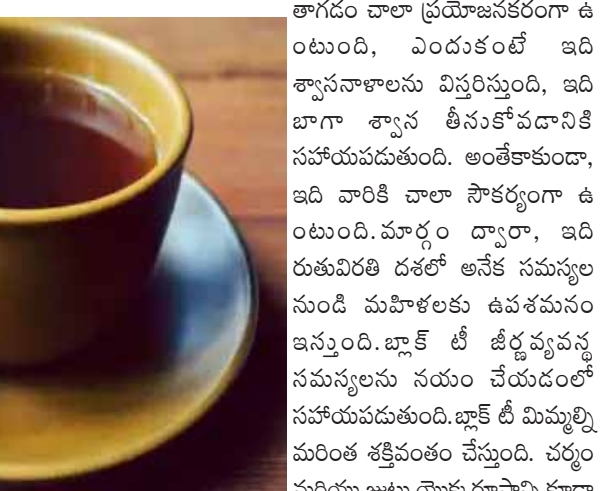 తాగడం చాలా ప్రయోజనకరంగా ఉ
ంటుంది, ఎందుకంటే ఇది
శ్వాసనాళాలను విస్తరిస్తుంది, ఇది
బాగా శ్వాస తీసుకోవడానికి
సహాయపడుతుంది. అంతేకాకుండా,
ఇది వారికి చాలా సౌకర్యంగా ఉ
ంటుంది.మార్గం ద్వారా, ఇది
రుతువిరతి దశలో అనేక సమస్యల
నుండి మహిళలకు ఉపశమనం
ఇస్తుంది.బ్లాక్ టీ జీర్ణవ్యవస్థ
సమస్యలను నయం చేయడంలో
సహాయపడుతుంది.బ్లాక్ టీ మిమ్మల్ని
మరింత శక్తివంతం చేస్తుంది. చర్మం
మరియు జుట్టు యొక్క రూపాన్ని కూడా